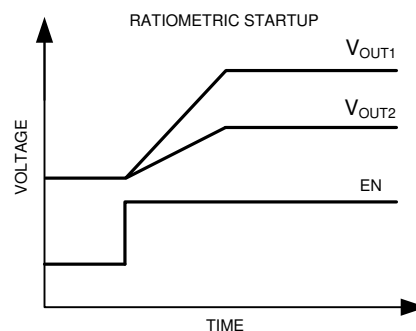 RATIOMETRIC STARTUP
VOUT1
VOUT2
EN
VOLTAGE
TIME